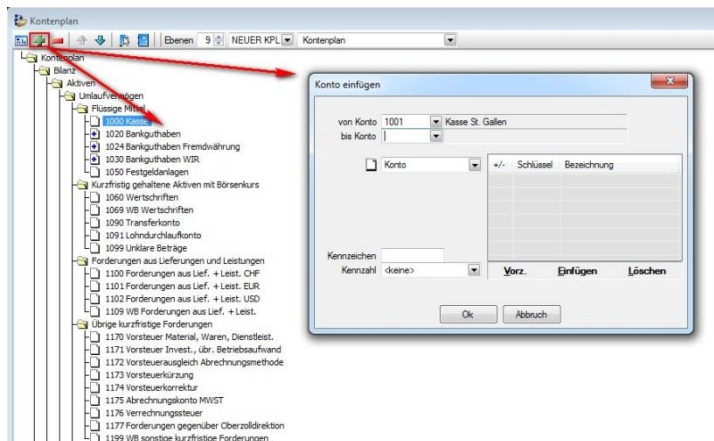 Kontenplan
Ebenen 9 NEUER KPL Kontenplan
Kontenplan
Bilanz
Aktiven
Umlaufvermögen
Flüssige Mittel
1000 Kasse
1020 Bankguthaben
1024 Bankguthaben Fremdwährung
1030 Bankguthaben WIR
1050 Festgeldanlagen
Kurzfristig gehaltene Aktiven mit Börsenkurs
1060 Wertschriften
1069 WB Wertschriften
1090 Transferkonto
1091 Lohndurchlaufkonto
1099 Unklare Beträge
Forderungen aus Lieferungen und Leistungen
1100 Forderungen aus Lief. + Leist. CHF
1101 Forderungen aus Lief. + Leist. EUR
1102 Forderungen aus Lief. + Leist. USD
1109 WB Forderungen aus Lief. + Leist.
Übrige kurzfristige Forderungen
1170 Vorsteuer Material, Waren, Dienstleist.
1171 Vorsteuer Invest., übr. Betriebsaufwand
1172 Vorsteuerausgleich Abrechnungsmethode
1173 Vorsteuerkürzung
1174 Vorsteuerkorrektur
1175 Abrechnungskonto MWST
1176 Verrechnungssteuer
1177 Forderungen gegenüber Oberzolldirektion
1199 WB sonstige kurzfristige Forderungen
Konto einfügen
von Konto 1001 Kasse St. Gallen
bis Konto
Konto
+/- Schlüssel Bezeichnung
Kennzeichen
Kennzahl <keine>
Vorz. Einfügen Löschen
Ok Abbruch